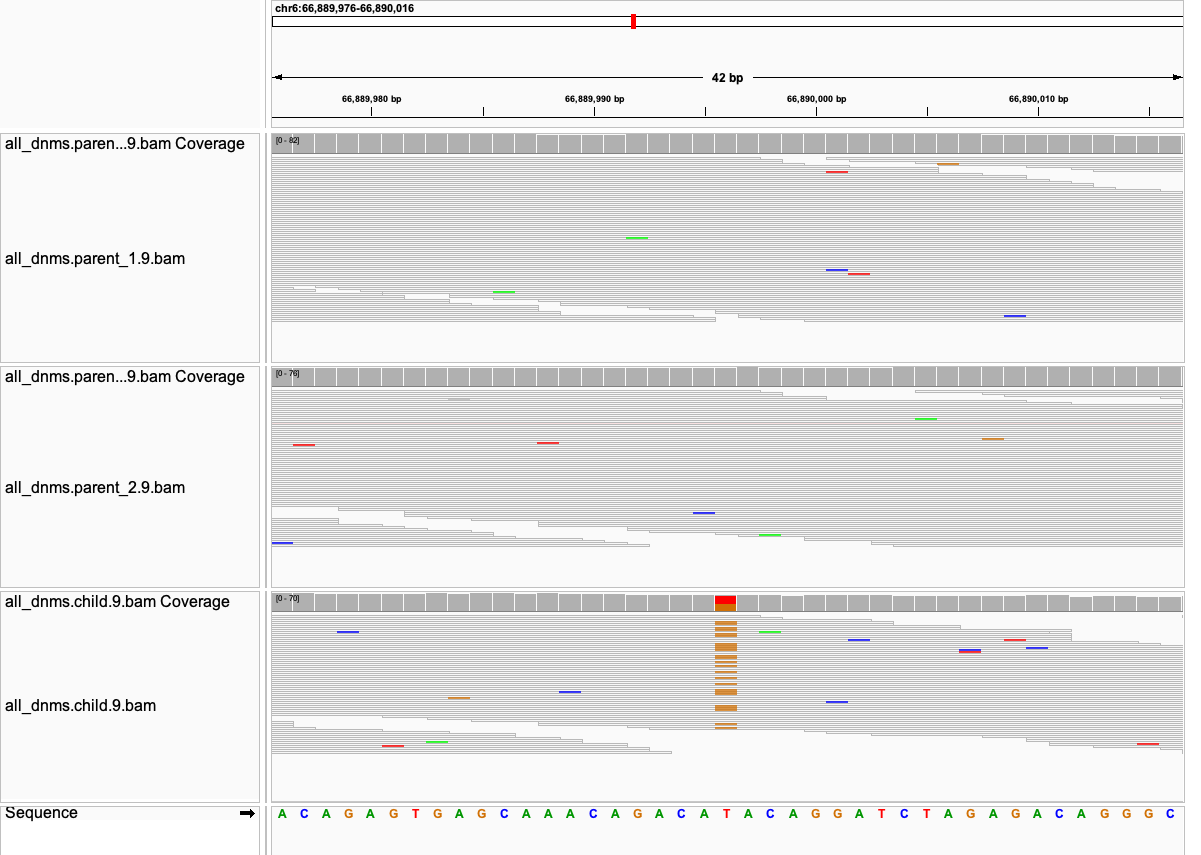 chr6:66,889,976-66,890,016
42 bp
66,889,980 bp 66,889,990 bp 66,890,000 bp 66,890,010 bp
all_dnms.paren...9.bam Coverage
[0 - 82]
all_dnms.parent_1.9.bam
all_dnms.paren...9.bam Coverage
[0 - 76]
all_dnms.parent_2.9.bam
all_dnms.child.9.bam Coverage
[0 - 70]
all_dnms.child.9.bam
Sequence A C A G A G T G A G C A A A C A G A C A T A C A G G A T C T A G A G A C A G G G C